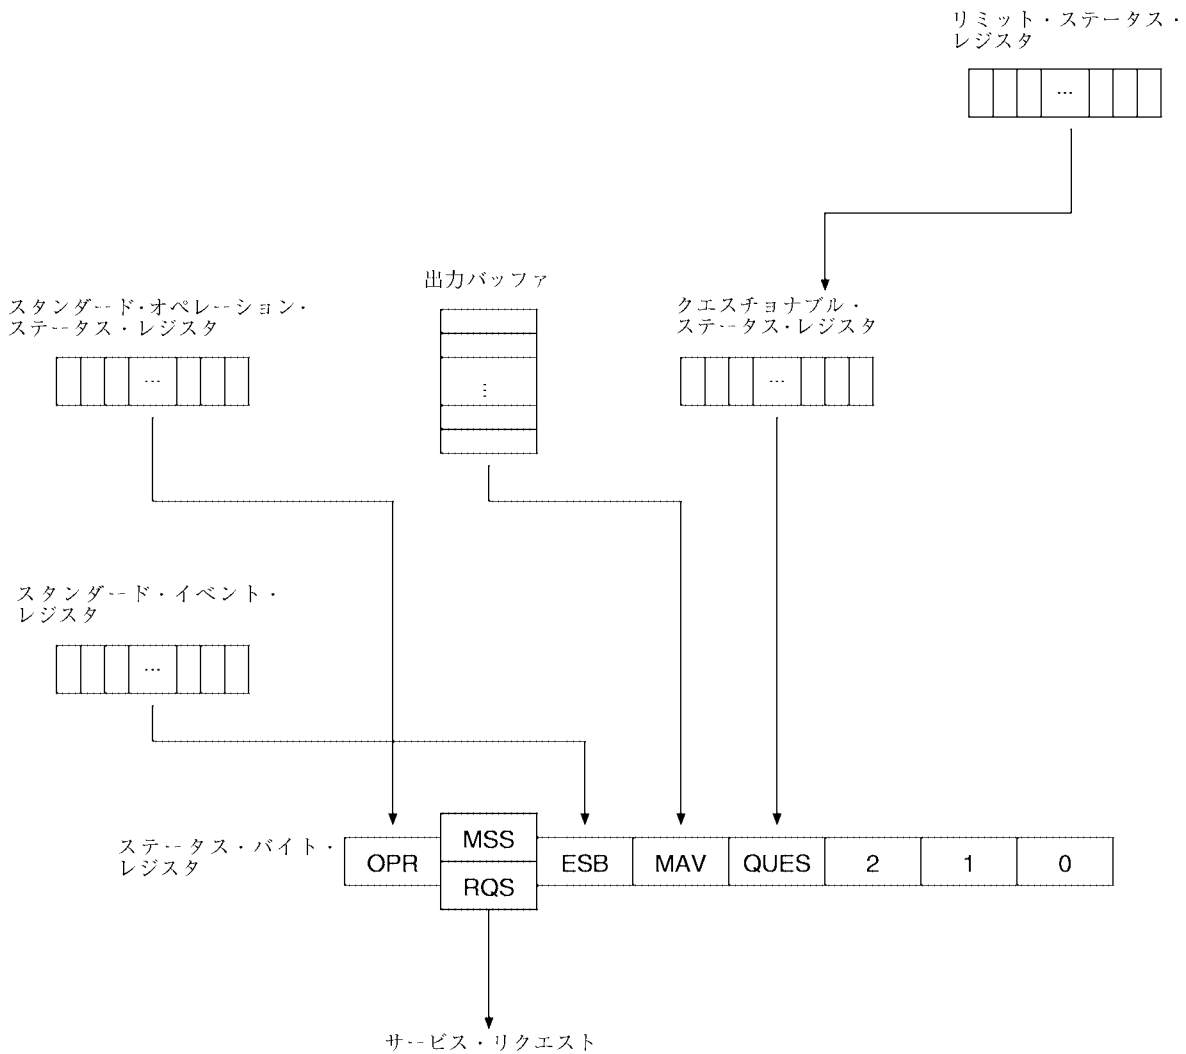 リミット・ステータス・
レジスタ
...
出力バッファ
...
スタンダード・オペレーション・
ステータス・レジスタ
...
クエスチョナブル・
ステータス・レジスタ
...
スタンダード・イベント・
レジスタ
...
ステータス・バイト・
レジスタ
OPR
MSS
RQS
ESB
MAV
QUES
2
1
0
サービス・リクエスト